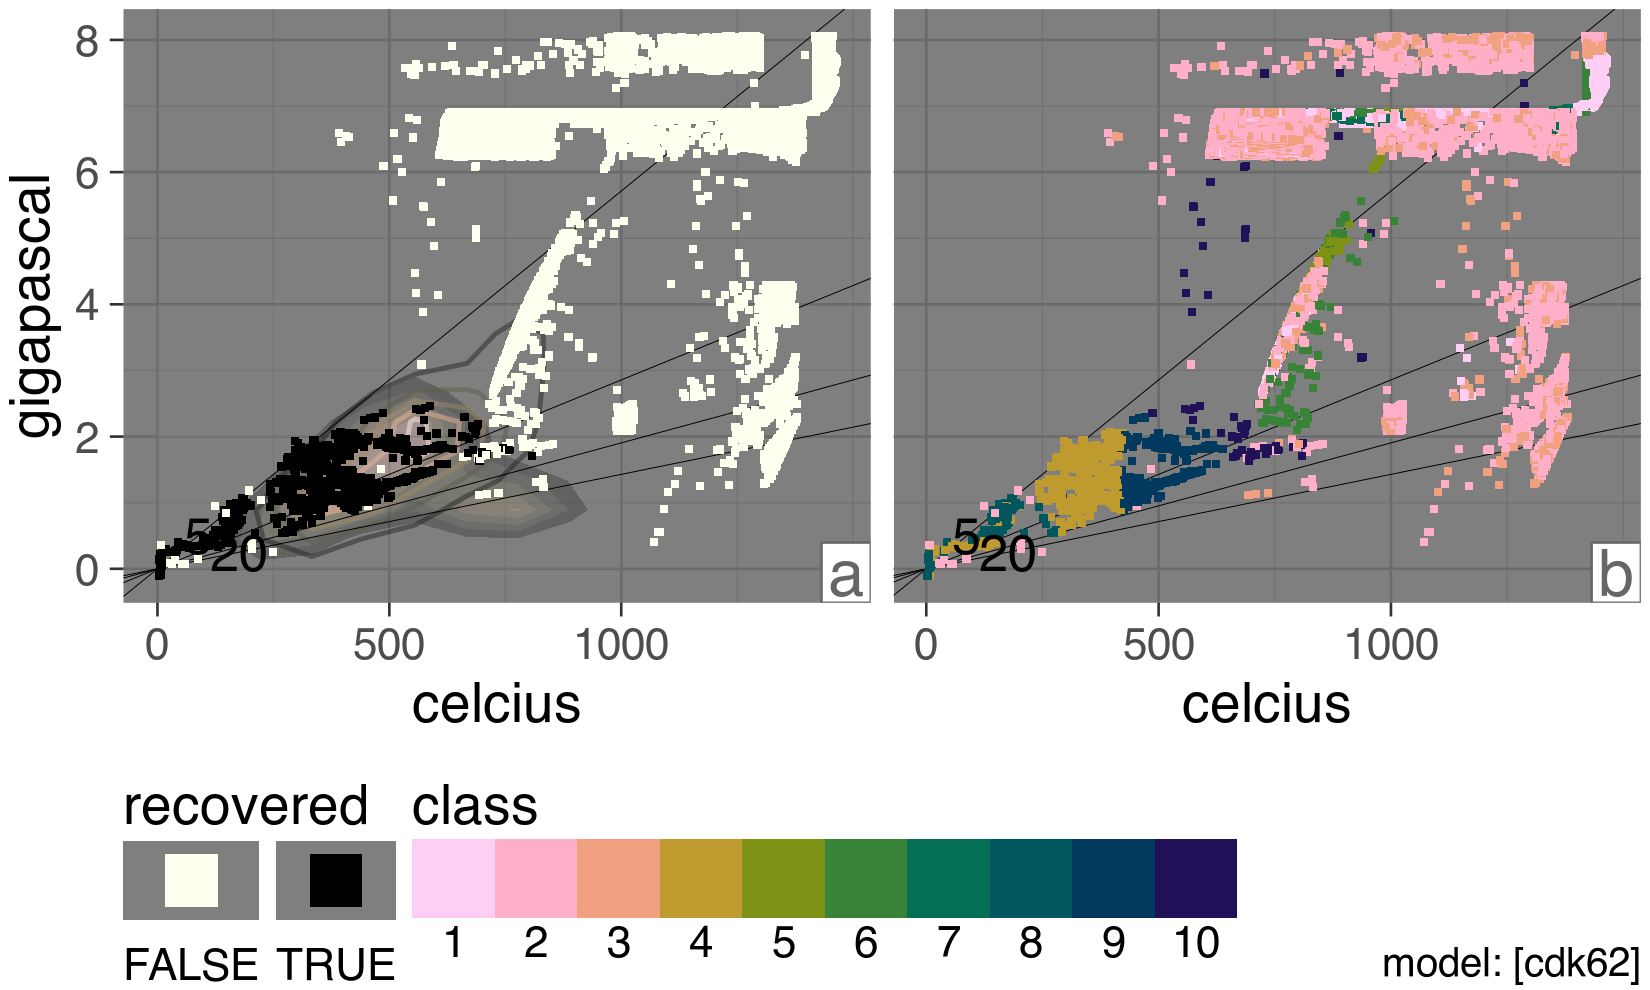 gigapascal
8
6
4
2
0
5
20
a
5
20
b
0 500 1000
0 500 1000
celcius
celcius
recovered
class
FALSE TRUE
1 2 3 4 5 6 7 8 9 10
model: [cdk62]